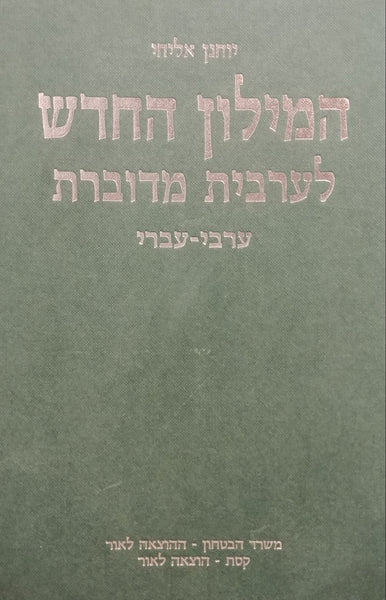 יוחנן אליחי
המילון החדש
לערבית מדוברת
ערבי-עברי
משרד הבטחון - ההוצאה לאור
קסת - הוצאה לאור